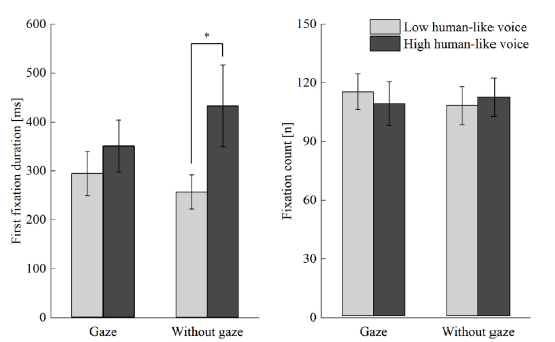 600
500
400
300
200
100
0
First fixation duration [ms]
*
Gaze
Without gaze
Low human-like voice
High human-like voice
150
120
90
60
30
0
Fixation count [n]
Gaze
Without gaze